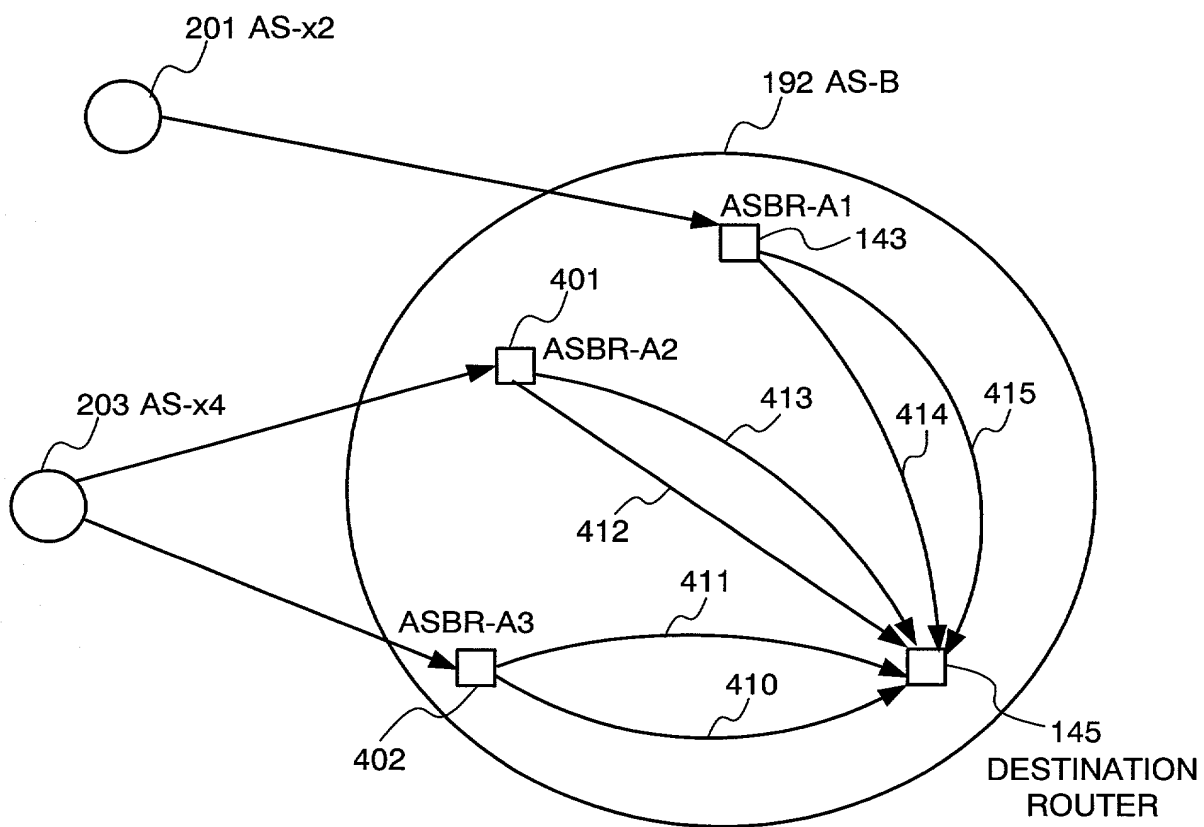 201 AS-x2
192 AS-B
ASBR-A1
143
401
ASBR-A2
203 AS-x4
413
414
415
412
411
ASBR-A3
410
402
145
DESTINATION
ROUTER